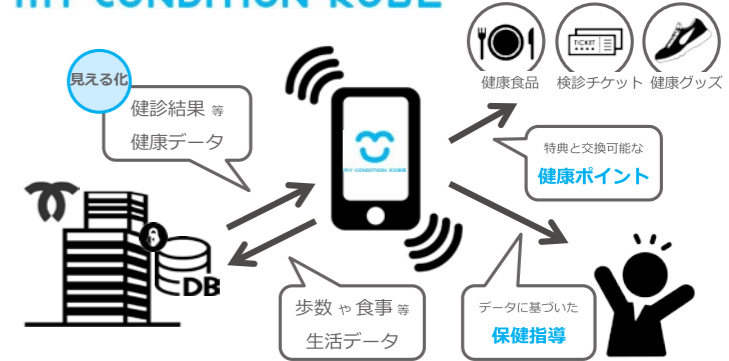 MY CONDITION KOBE
見える化
健診結果 等
健康データ
健康食品
検診チケット
健康グッズ
TICKET
特典と交換可能な
健康ポイント
MY CONDITION KOBE
DB
歩数 や 食事 等
生活データ
データに基づいた
保健指導